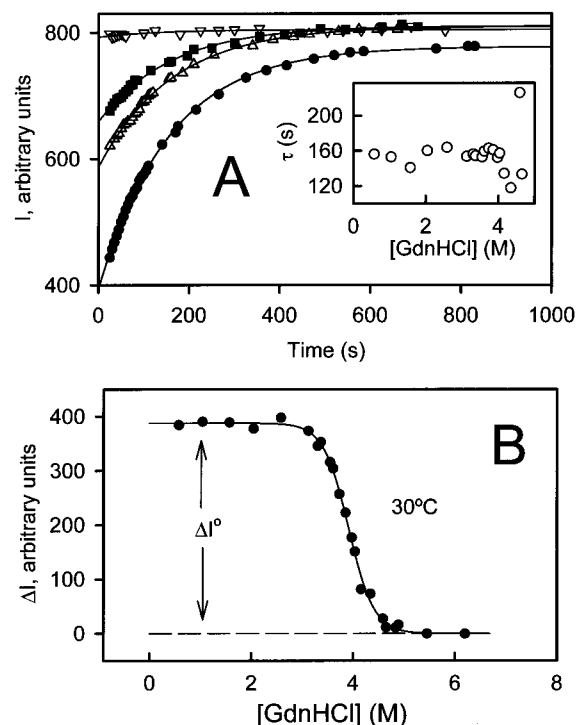 800
600
400
I, arbitrary units
A
200
160
120
τ (s)
0 2 4
[GdnHCl] (M)
0 200 400 600 800 1000
Time (s)
400
300
200
100
0
ΔI, arbitrary units
B
30ºC
ΔIº
0 2 4 6 8
[GdnHCl] (M)